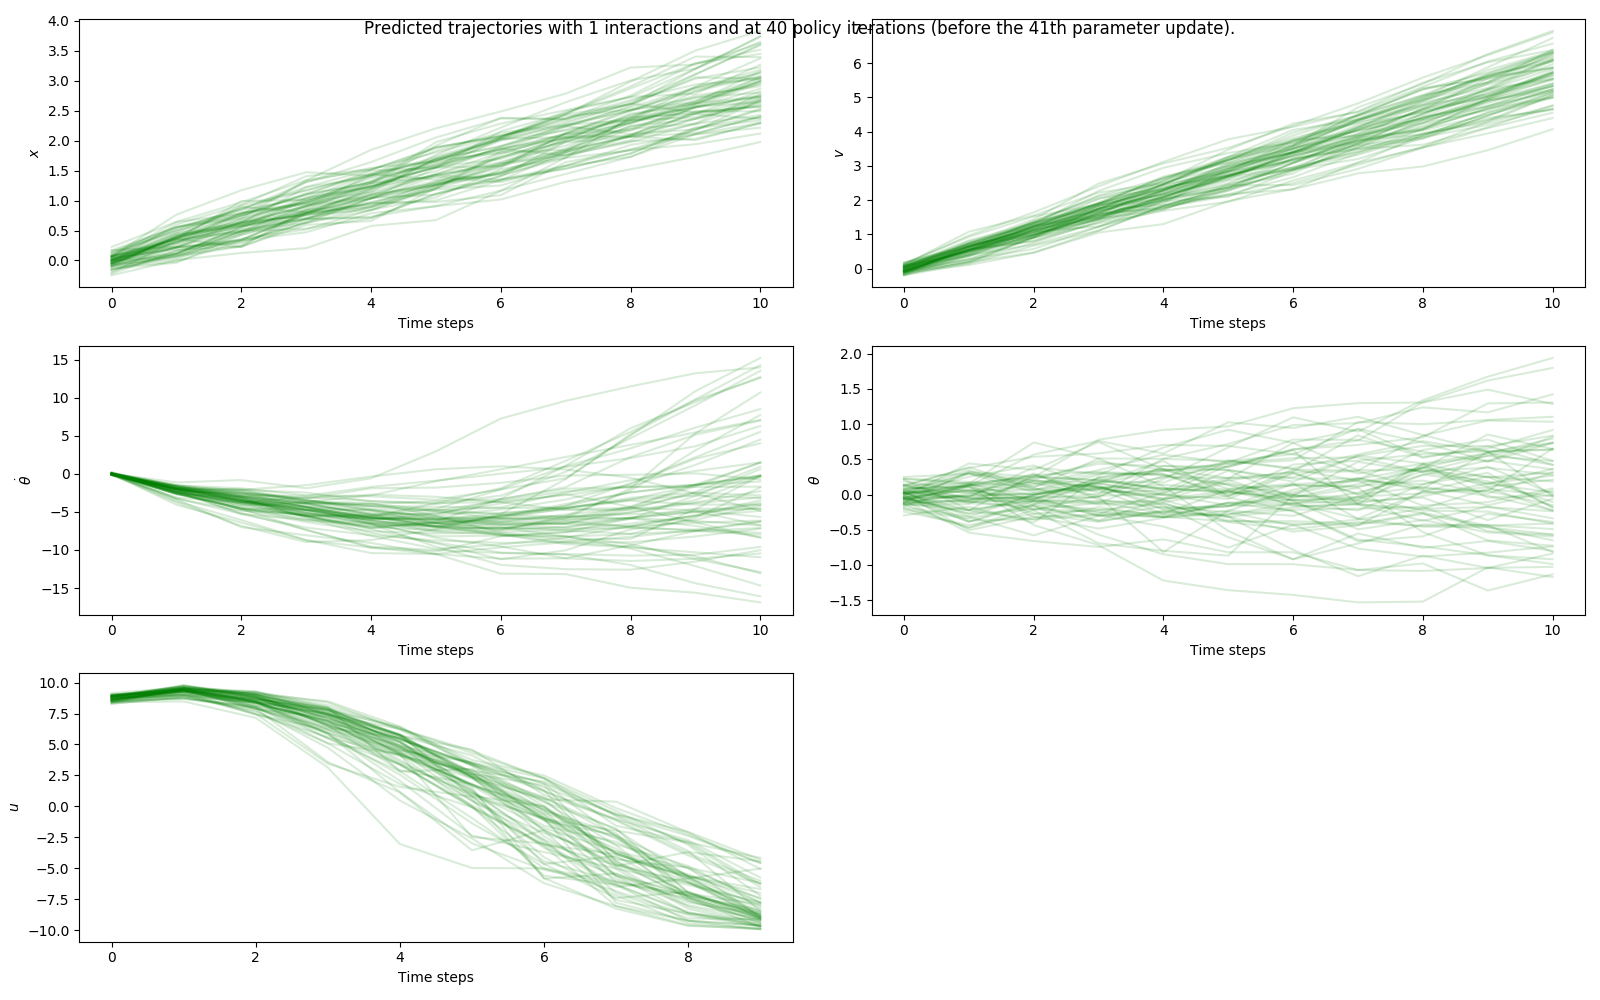 Predicted trajectories with 1 interactions and at 40 policy iterations (before the 41th parameter update).
4.0
3.5
3.0
2.5
2.0
1.5
1.0
0.5
0.0
x
0 2 4 6 8 10
Time steps
7
6
5
4
3
2
1
0
v
0 2 4 6 8 10
Time steps
15
10
5
0
−5
−10
−15
θ̇
0 2 4 6 8 10
Time steps
2.0
1.5
1.0
0.5
0.0
−0.5
−1.0
−1.5
θ
0 2 4 6 8 10
Time steps
10.0
7.5
5.0
2.5
0.0
−2.5
−5.0
−7.5
−10.0
u
0 2 4 6 8
Time steps